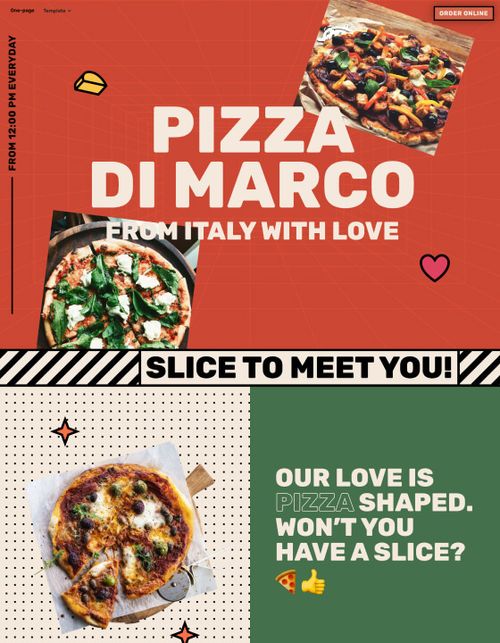 One-page
Template
ORDER ONLINE
FROM 12:00 PM EVERYDAY
PIZZA
DI MARCO
FROM ITALY WITH LOVE
SLICE TO MEET YOU!
OUR LOVE IS
PIZZA SHAPED.
WON'T YOU
HAVE A SLICE?
🍕👍